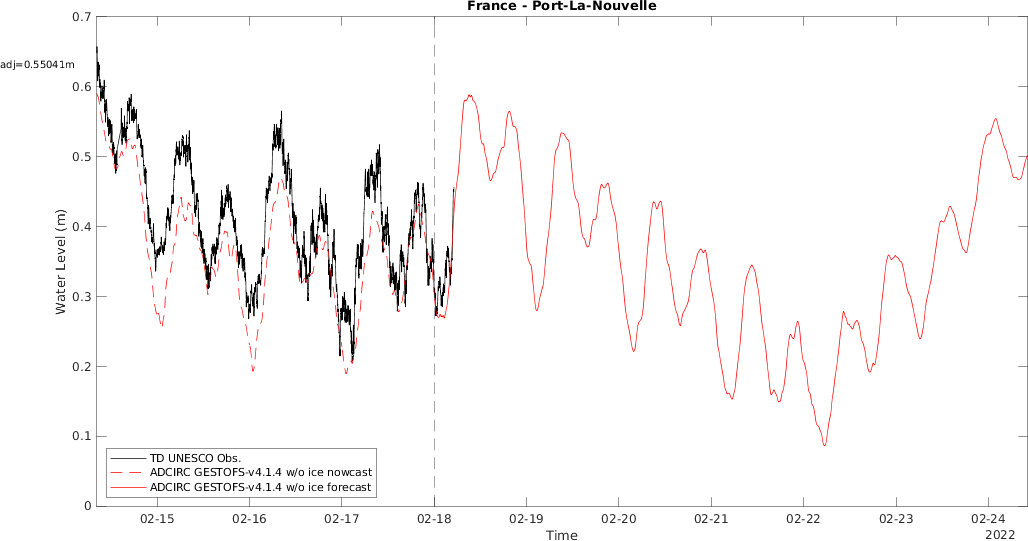 France - Port-La-Nouvelle
adj=0.55041m
0.7
0.6
0.5
0.4
0.3
0.2
0.1
0
Water Level (m)
TD UNESCO Obs.
ADCIRC GESTOFS-v4.1.4 w/o ice nowcast
ADCIRC GESTOFS-v4.1.4 w/o ice forecast
02-15 02-16 02-17 02-18 02-19 02-20 02-21 02-22 02-23 02-24
Time
2022